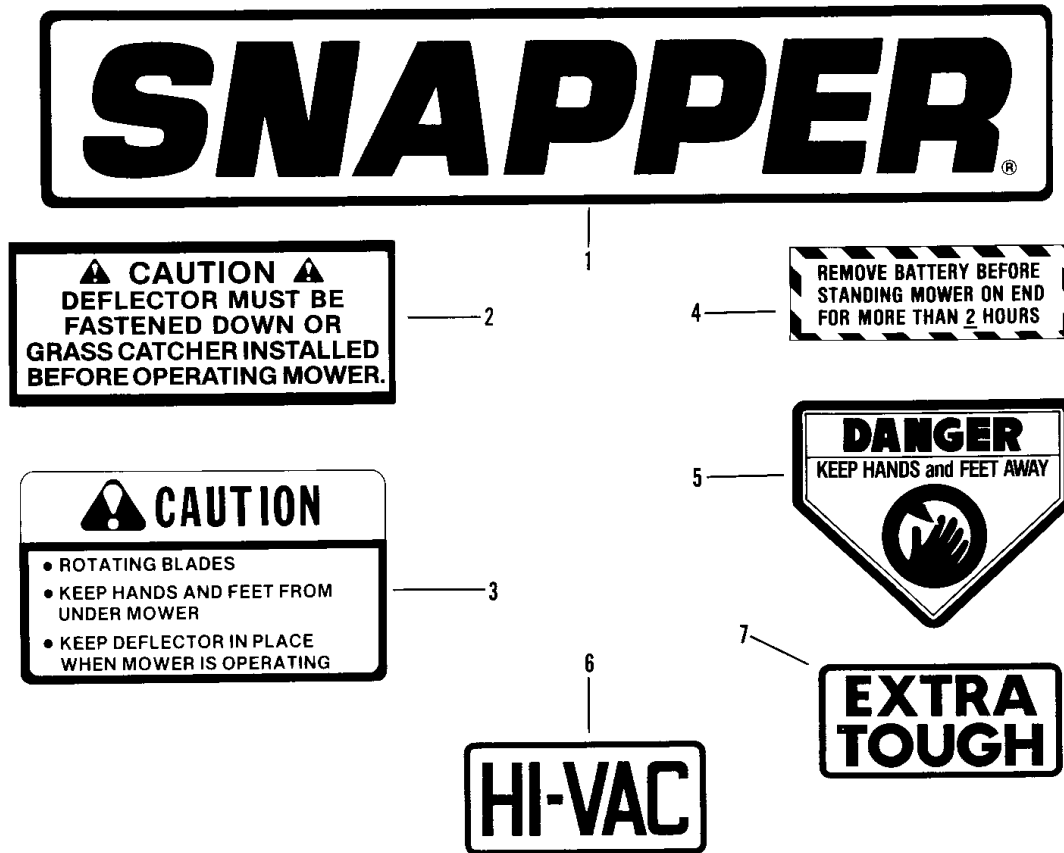 SNAPPER®
1
⚠ CAUTION ⚠
DEFLECTOR MUST BE
FASTENED DOWN OR
GRASS CATCHER INSTALLED
BEFORE OPERATING MOWER.
2
4
REMOVE BATTERY BEFORE
STANDING MOWER ON END
FOR MORE THAN 2 HOURS
⚠ CAUTION
• ROTATING BLADES
• KEEP HANDS AND FEET FROM
UNDER MOWER
• KEEP DEFLECTOR IN PLACE
WHEN MOWER IS OPERATING
3
5
DANGER
KEEP HANDS and FEET AWAY
6
HI-VAC
7
EXTRA
TOUGH